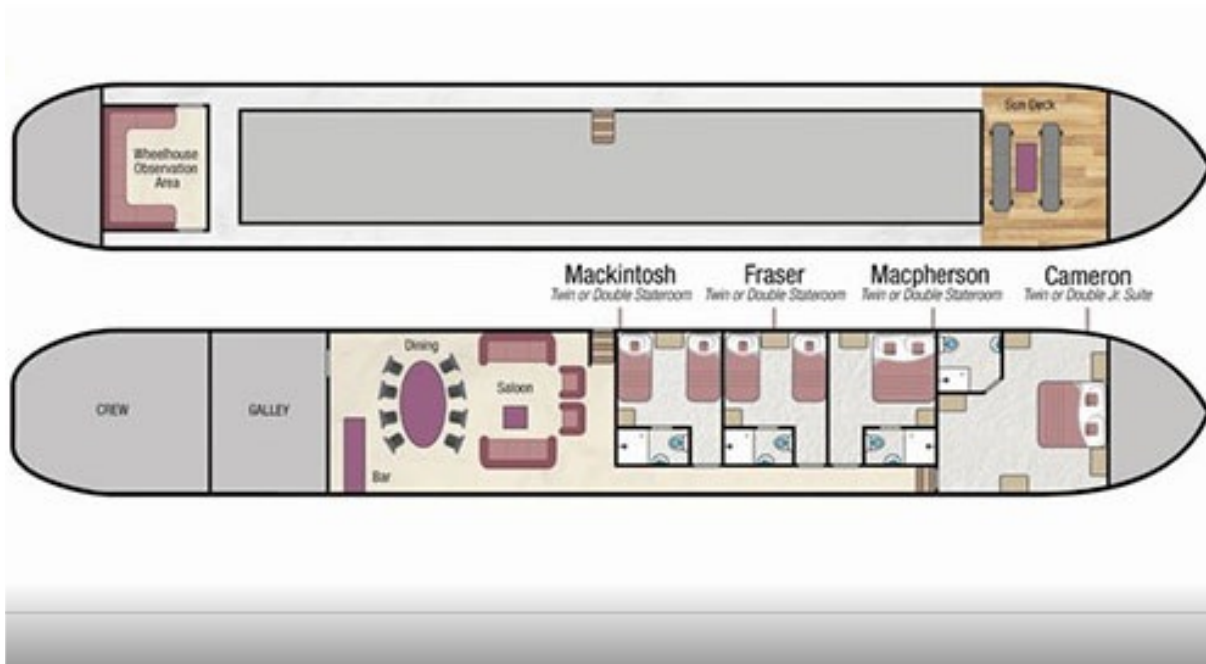 Sun Deck
Wheelhouse
Observation
Area
Mackintosh
Twin or Double Stateroom
Fraser
Twin or Double Stateroom
Macpherson
Twin or Double Stateroom
Cameron
Twin or Double Jr. Suite
CREW
GALLEY
Dining
Saloon
Bar